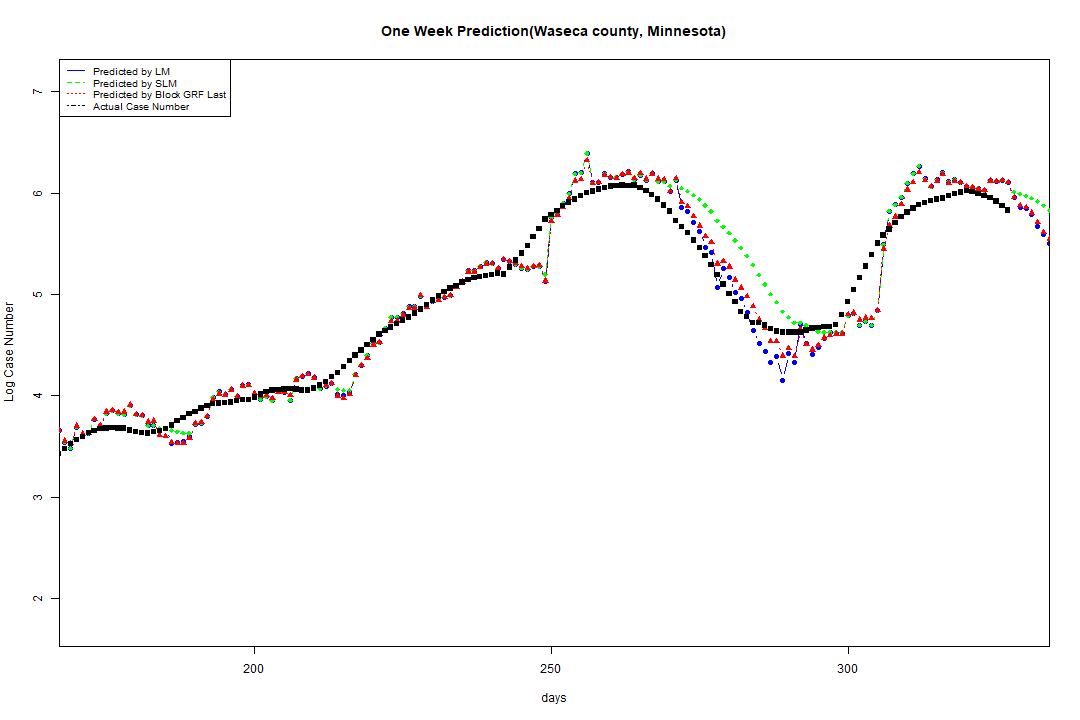 One Week Prediction(Waseca county, Minnesota)
Predicted by LM
Predicted by SLM
Predicted by Block GRF Last
Actual Case Number
7
6
5
4
3
2
Log Case Number
200
250
300
days